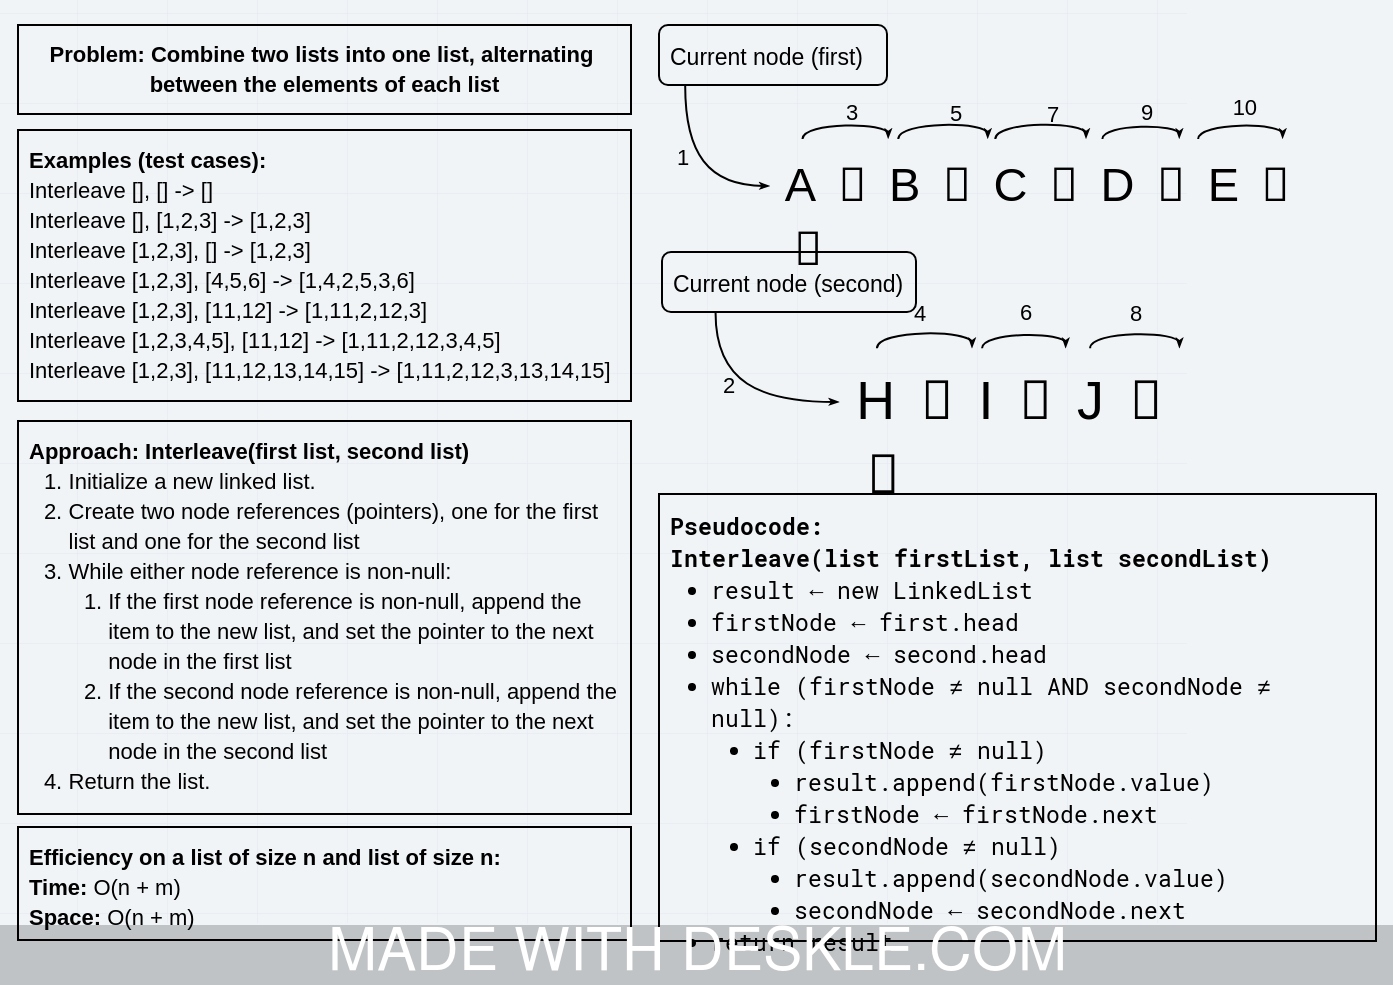 Problem: Combine two lists into one list, alternating
between the elements of each list
Examples (test cases):
Interleave [], [] -> []
Interleave [], [1,2,3] -> [1,2,3]
Interleave [1,2,3], [] -> [1,2,3]
Interleave [1,2,3], [4,5,6] -> [1,4,2,5,3,6]
Interleave [1,2,3], [11,12] -> [1,11,2,12,3]
Interleave [1,2,3,4,5], [11,12] -> [1,11,2,12,3,4,5]
Interleave [1,2,3], [11,12,13,14,15] -> [1,11,2,12,3,13,14,15]
Approach: Interleave(first list, second list)
1. Initialize a new linked list.
2. Create two node references (pointers), one for the first
list and one for the second list
3. While either node reference is non-null:
1. If the first node reference is non-null, append the
item to the new list, and set the pointer to the next
node in the first list
2. If the second node reference is non-null, append the
item to the new list, and set the pointer to the next
node in the second list
4. Return the list.
Efficiency on a list of size n and list of size n:
Time: O(n + m)
Space: O(n + m)
Current node (first)
3 5 7 9 10
1
A 􏰀 B 􏰀 C 􏰀 D 􏰀 E 􏰀
􏰀
Current node (second)
4 6 8
2
H 􏰀 I 􏰀 J 􏰀
􏰀
Pseudocode:
Interleave(list firstList, list secondList)
• result ← new LinkedList
• firstNode ← first.head
• secondNode ← second.head
• while (firstNode ≠ null AND secondNode ≠
null):
• if (firstNode ≠ null)
• result.append(firstNode.value)
• firstNode ← firstNode.next
• if (secondNode ≠ null)
• result.append(secondNode.value)
• secondNode ← secondNode.next
• return result
MADE WITH DESKLE.COM